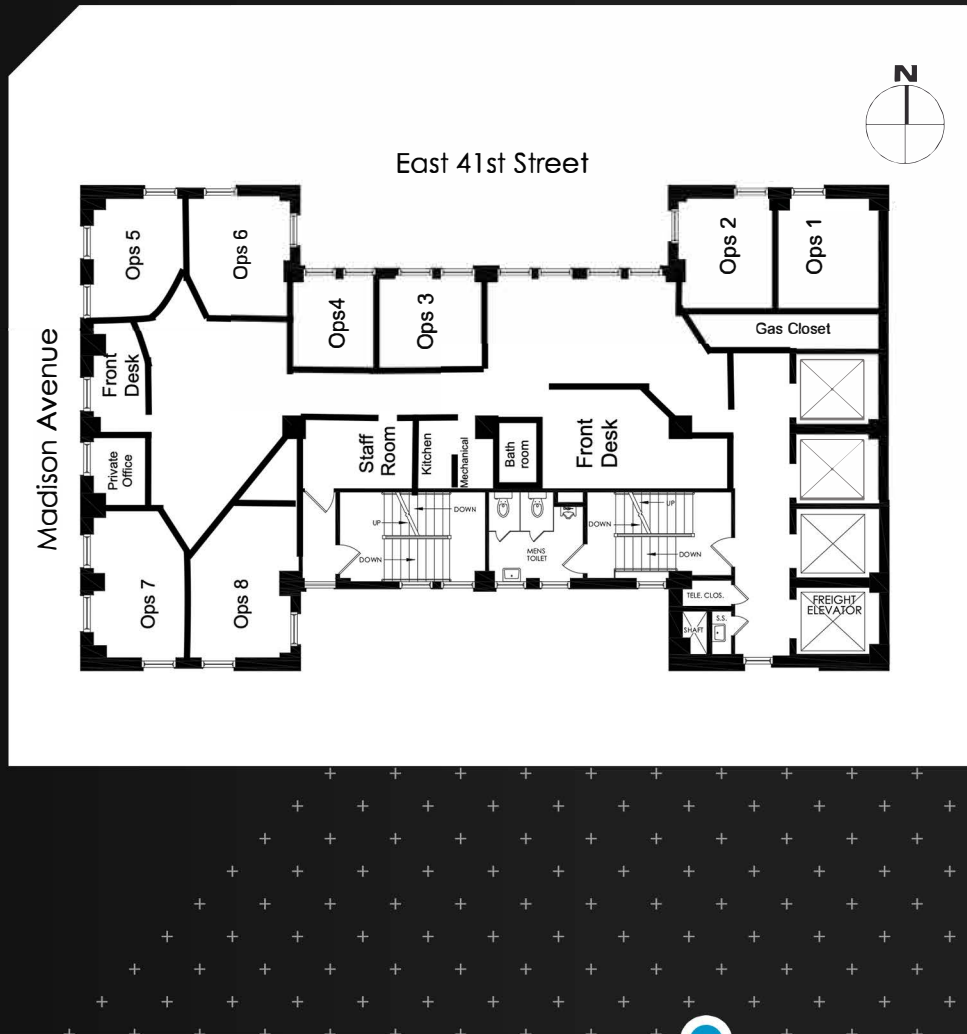 N
East 41st Street
Madison Avenue
Ops 5
Ops 6
Ops4
Ops 3
Ops 2
Ops 1
Gas Closet
Front
Desk
Private
Office
Staff
Room
Kitchen
Mechanical
Bath
room
Front
Desk
UP
DOWN
DOWN
MENS
TOILET
DOWN
UP
DOWN
Ops 7
Ops 8
TELE. CLOS.
SHAFT
S.S.
FREIGHT
ELEVATOR